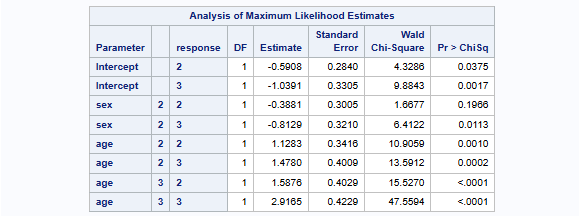 Analysis of Maximum Likelihood Estimates
Parameter response DF Estimate Standard Error Wald Chi-Square Pr > ChiSq
Intercept 2 1 -0.5908 0.2840 4.3286 0.0375
Intercept 3 1 -1.0391 0.3305 9.8843 0.0017
sex 2 2 1 -0.3881 0.3005 1.6677 0.1966
sex 2 3 1 -0.8129 0.3210 6.4122 0.0113
age 2 2 1 1.1283 0.3416 10.9059 0.0010
age 2 3 1 1.4780 0.4009 13.5912 0.0002
age 3 2 1 1.5876 0.4029 15.5270 <.0001
age 3 3 1 2.9165 0.4229 47.5594 <.0001